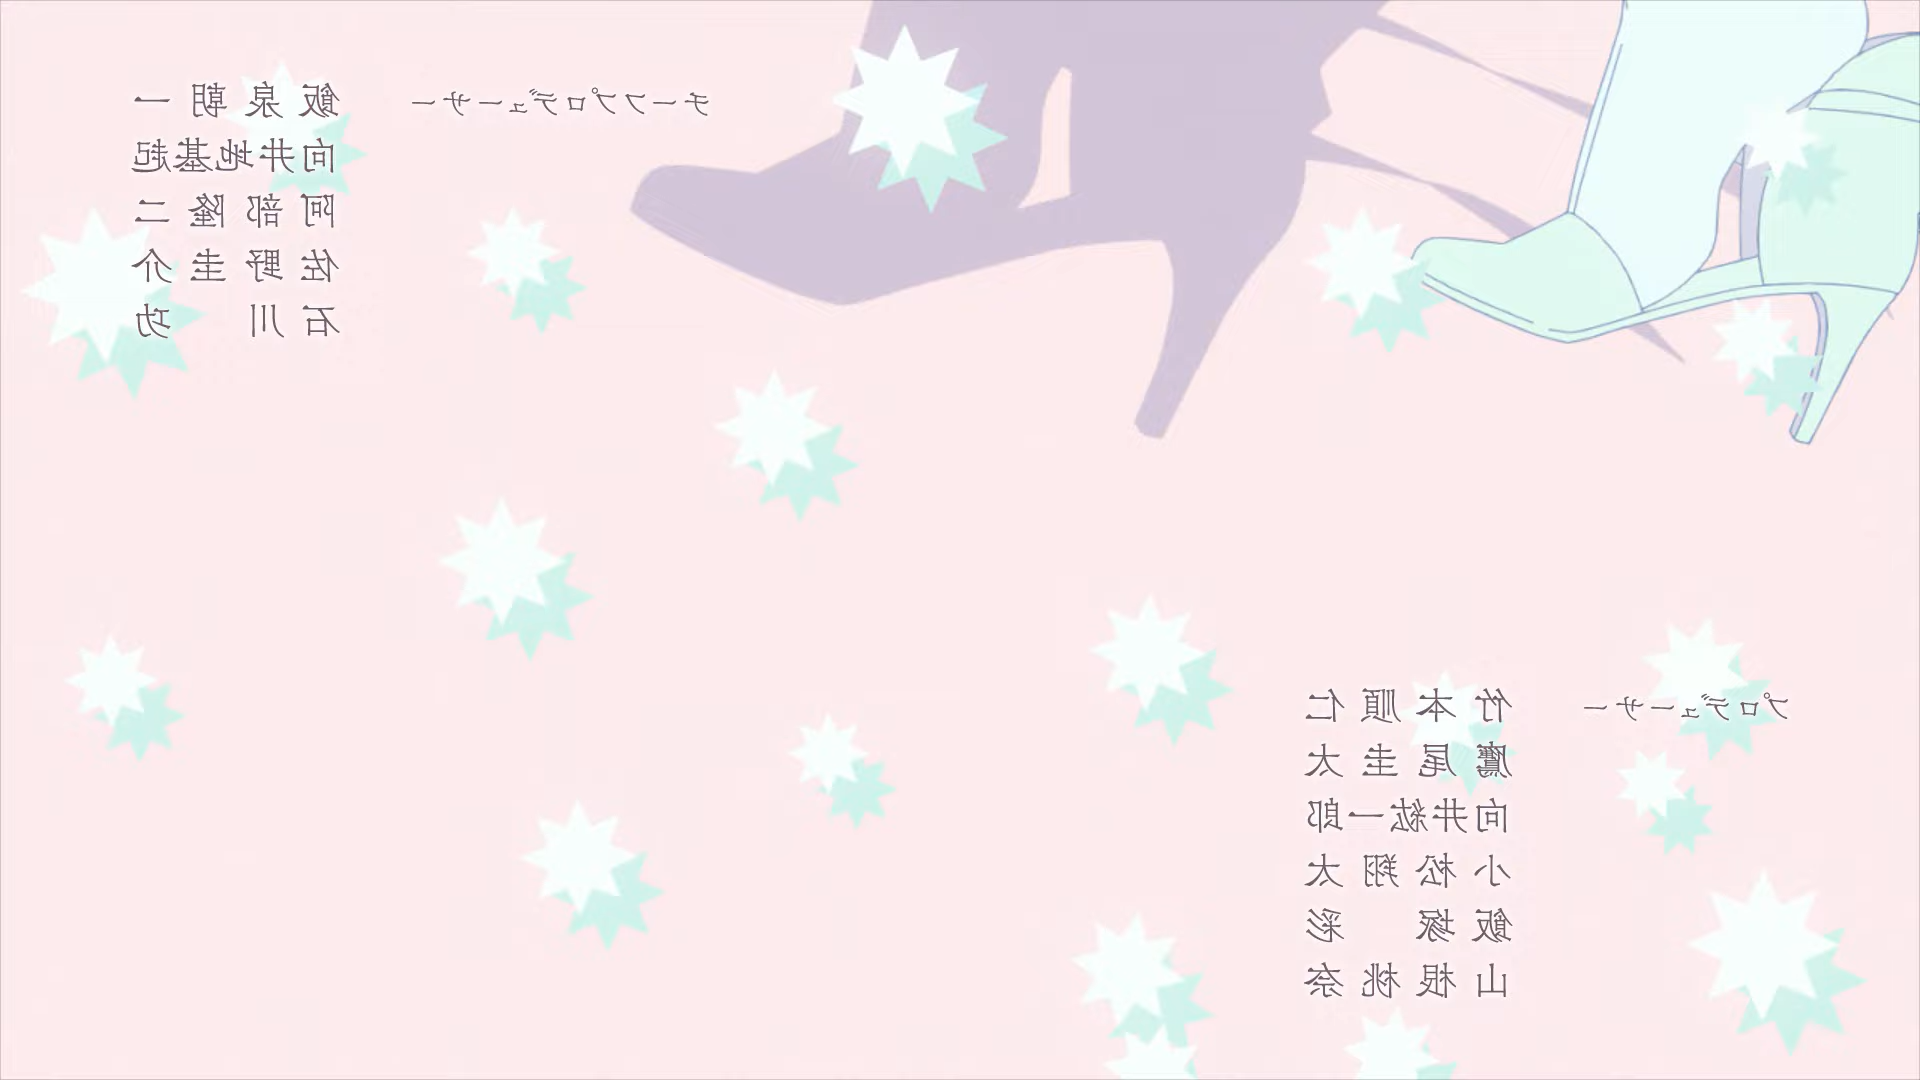 チーフプロデューサー
飯泉朝一
向井地基起
阿部隆二
佐野圭介
石川功
プロデューサー
竹本順仁
鷹尾圭太
向井紘一郎
小松翔太
飯塚彩
山根桃奈